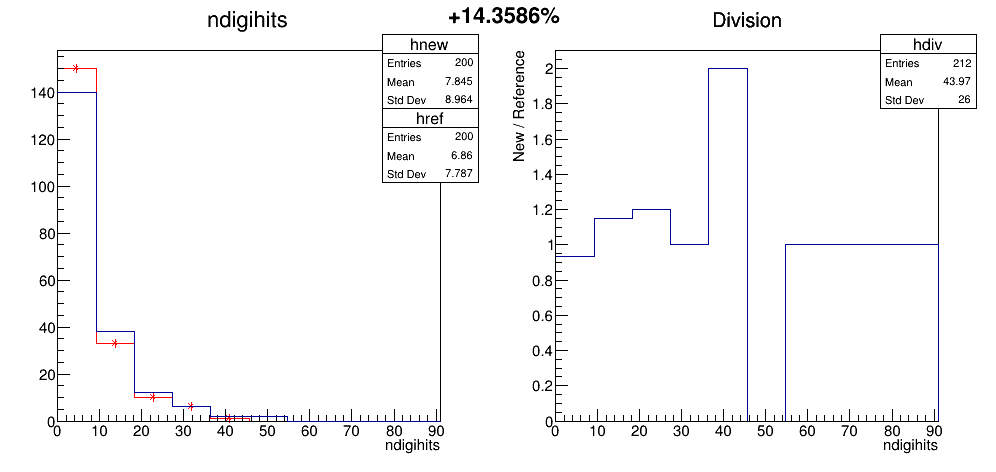 +14.3586%
ndigihits
hnew
Entries 200
Mean 7.845
Std Dev 8.964
href
Entries 200
Mean 6.86
Std Dev 7.787
140
120
100
80
60
40
20
0
0 10 20 30 40 50 60 70 80 90
ndigihits
Division
hdiv
Entries 212
Mean 43.97
Std Dev 26
New / Reference
2
1.8
1.6
1.4
1.2
1
0.8
0.6
0.4
0.2
0
0 10 20 30 40 50 60 70 80 90
ndigihits